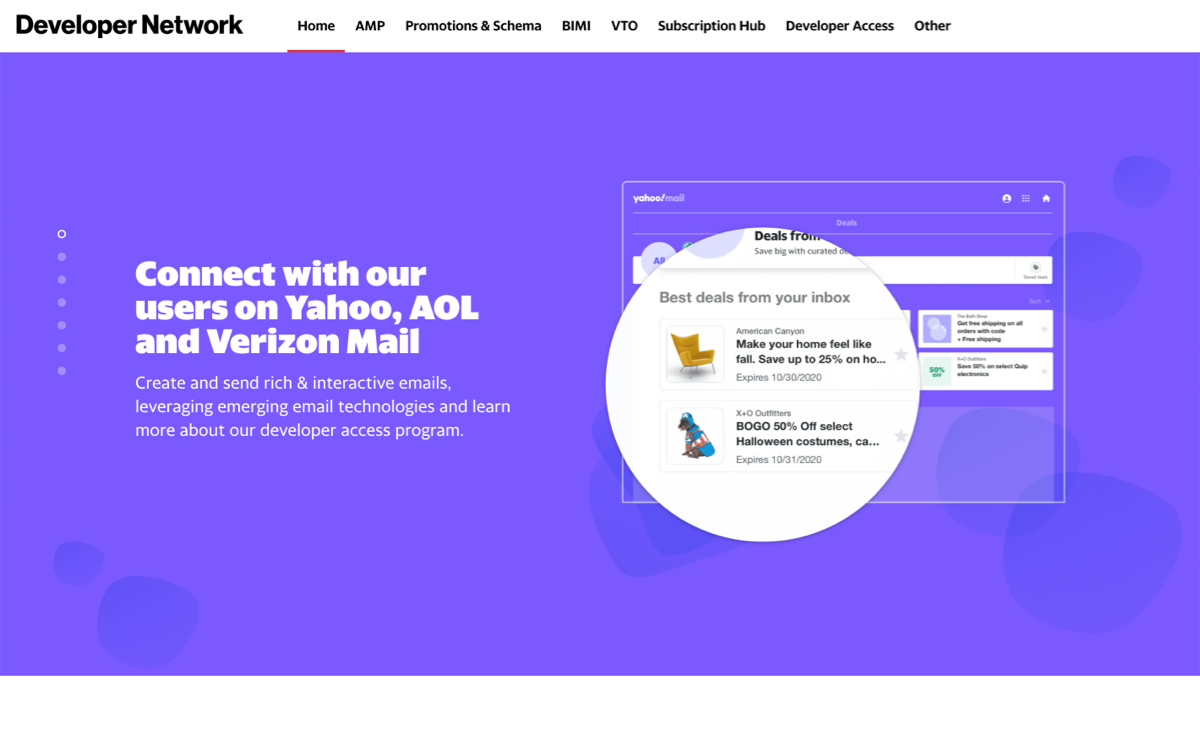 Developer Network
Home AMP Promotions & Schema BIMI VTO Subscription Hub Developer Access Other
Connect with our
users on Yahoo, AOL
and Verizon Mail
Create and send rich & interactive emails,
leveraging emerging email technologies and learn
more about our developer access program.
yahoo!mail
Deals
All
Deals from
Save big with curated de
Saved deals
Sort
Best deals from your inbox
American Canyon
Make your home feel like
fall. Save up to 25% on ho...
Expires 10/30/2020
X+O Outfitters
BOGO 50% Off select
Halloween costumes, ca...
Expires 10/31/2020
The Bath Shop
Get free shipping on all
orders with code
+ Free shipping
50%
OFF
X+O Outfitters
Save 50% on select Quip
electronics